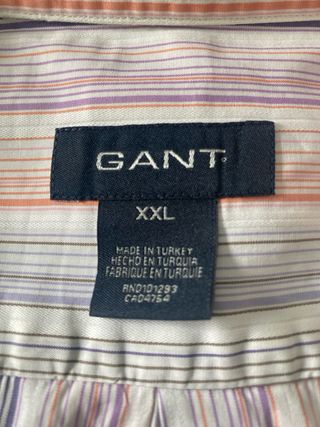 GANT
XXL
MADE IN TURKEY
HECHO EN TURQUIA
FABRIQUE EN TURQUIE
RN0101293
CA04754